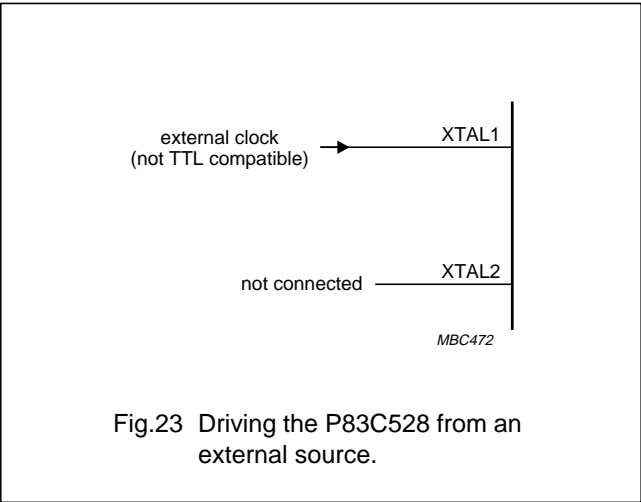 external clock
(not TTL compatible)
XTAL1
not connected
XTAL2
MBC472
Fig.23 Driving the P83C528 from an
external source.